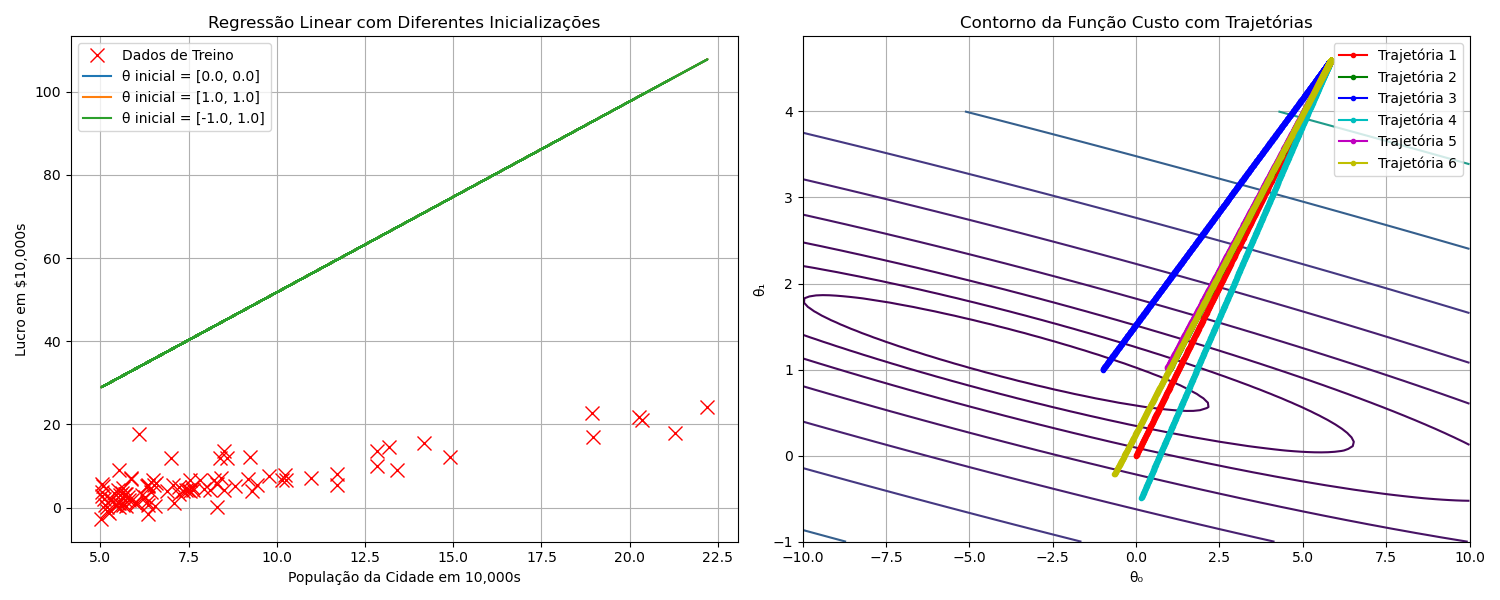 Regressão Linear com Diferentes Inicializações
Dados de Treino
θ inicial = [0.0, 0.0]
θ inicial = [1.0, 1.0]
θ inicial = [-1.0, 1.0]
Lucro em $10,000s
100
80
60
40
20
0
5.0 7.5 10.0 12.5 15.0 17.5 20.0 22.5
População da Cidade em 10,000s
Contorno da Função Custo com Trajetórias
Trajetória 1
Trajetória 2
Trajetória 3
Trajetória 4
Trajetória 5
Trajetória 6
θ₁
4
3
2
1
0
−1
−10.0 −7.5 −5.0 −2.5 0.0 2.5 5.0 7.5 10.0
θ₀